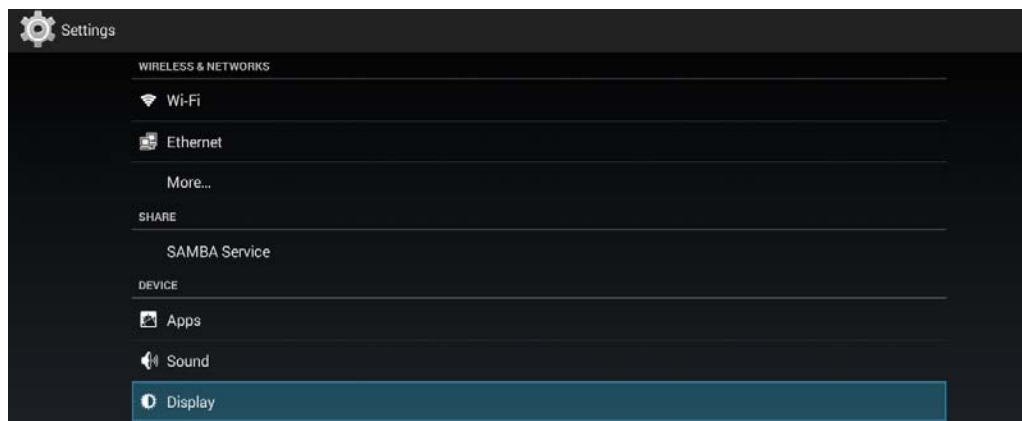 Settings
WIRELESS & NETWORKS
Wi-Fi
Ethernet
More...
SHARE
SAMBA Service
DEVICE
Apps
Sound
Display